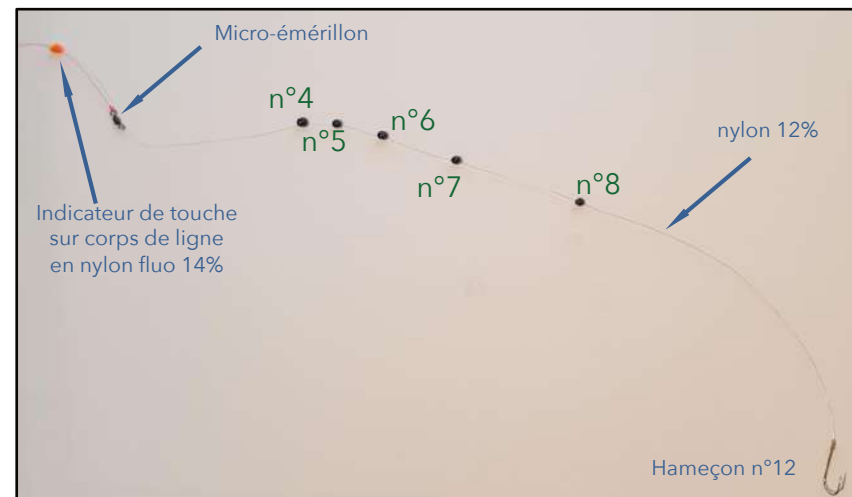 Micro-émérillon
n°4
n°5
n°6
n°7
n°8
nylon 12%
Indicateur de touche
sur corps de ligne
en nylon fluo 14%
Hameçon n°12